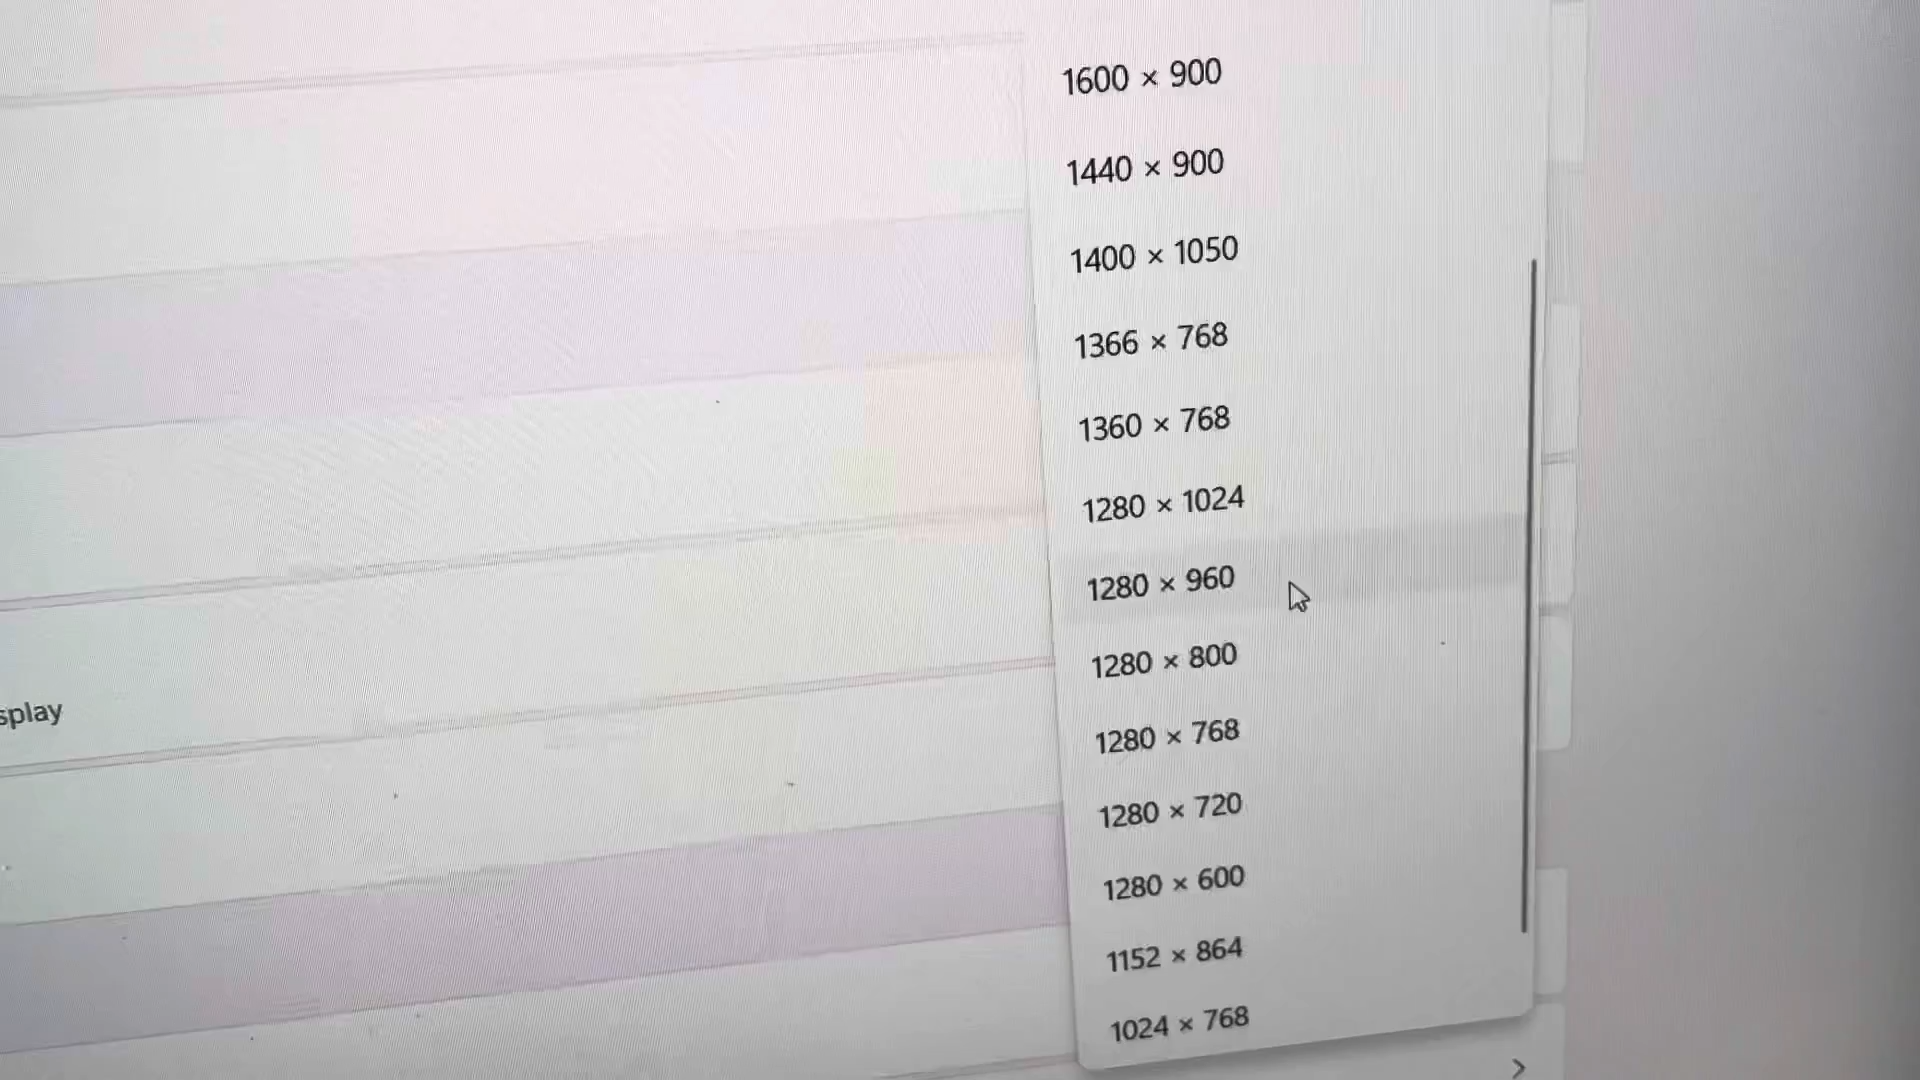 1600 × 900
1440 × 900
1400 × 1050
1366 × 768
1360 × 768
1280 × 1024
1280 × 960
1280 × 800
splay
1280 × 768
1280 × 720
1280 × 600
1152 × 864
1024 × 768